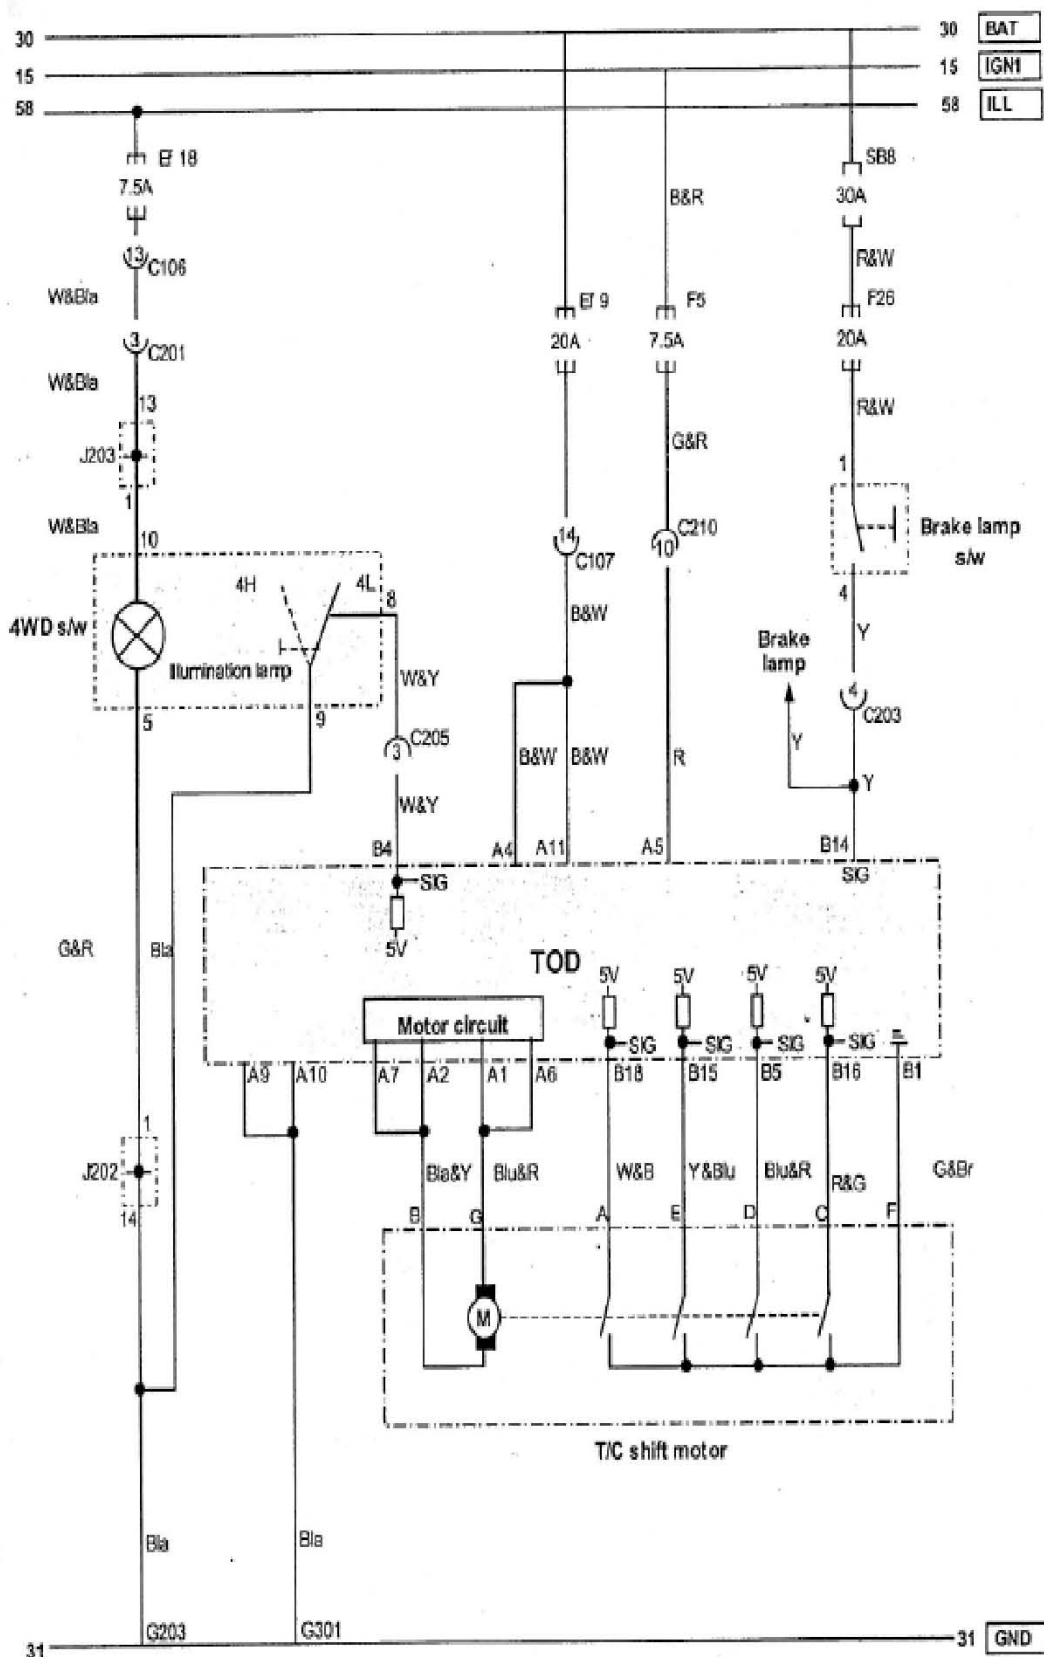 30 30 BAT
15 15 IGN1
58 58 ILL
Ef 18 SB8
7.5A B&R 30A
13 C106 R&W
W&Bla Ef 9 F5 F26
3 C201 20A 7.5A 20A
W&Bla R&W
13 G&R
J203 1
1 14 C107 10 C210 Brake lamp
W&Bla s/w
10
4H 4L 8 B&W 4
4WD s/w Y
Brake
lamp
Illumination lamp W&Y 4 C203
5 9 3 C205 Y
B&W B&W R Y
W&Y
B4 A4 A11 A5 B14
SIG SIG
G&R Bla 5V TOD 5V 5V 5V 5V
Motor circuit SIG SIG SIG SIG
A9 A10 A7 A2 A1 A6 B18 B15 B5 B16 B1
1
J202 Bla&Y Blu&R W&B Y&Blu Blu&R R&G G&Br
14 B G A E D C F
M
T/C shift motor
Bla Bla
G203 G301
31 31 GND